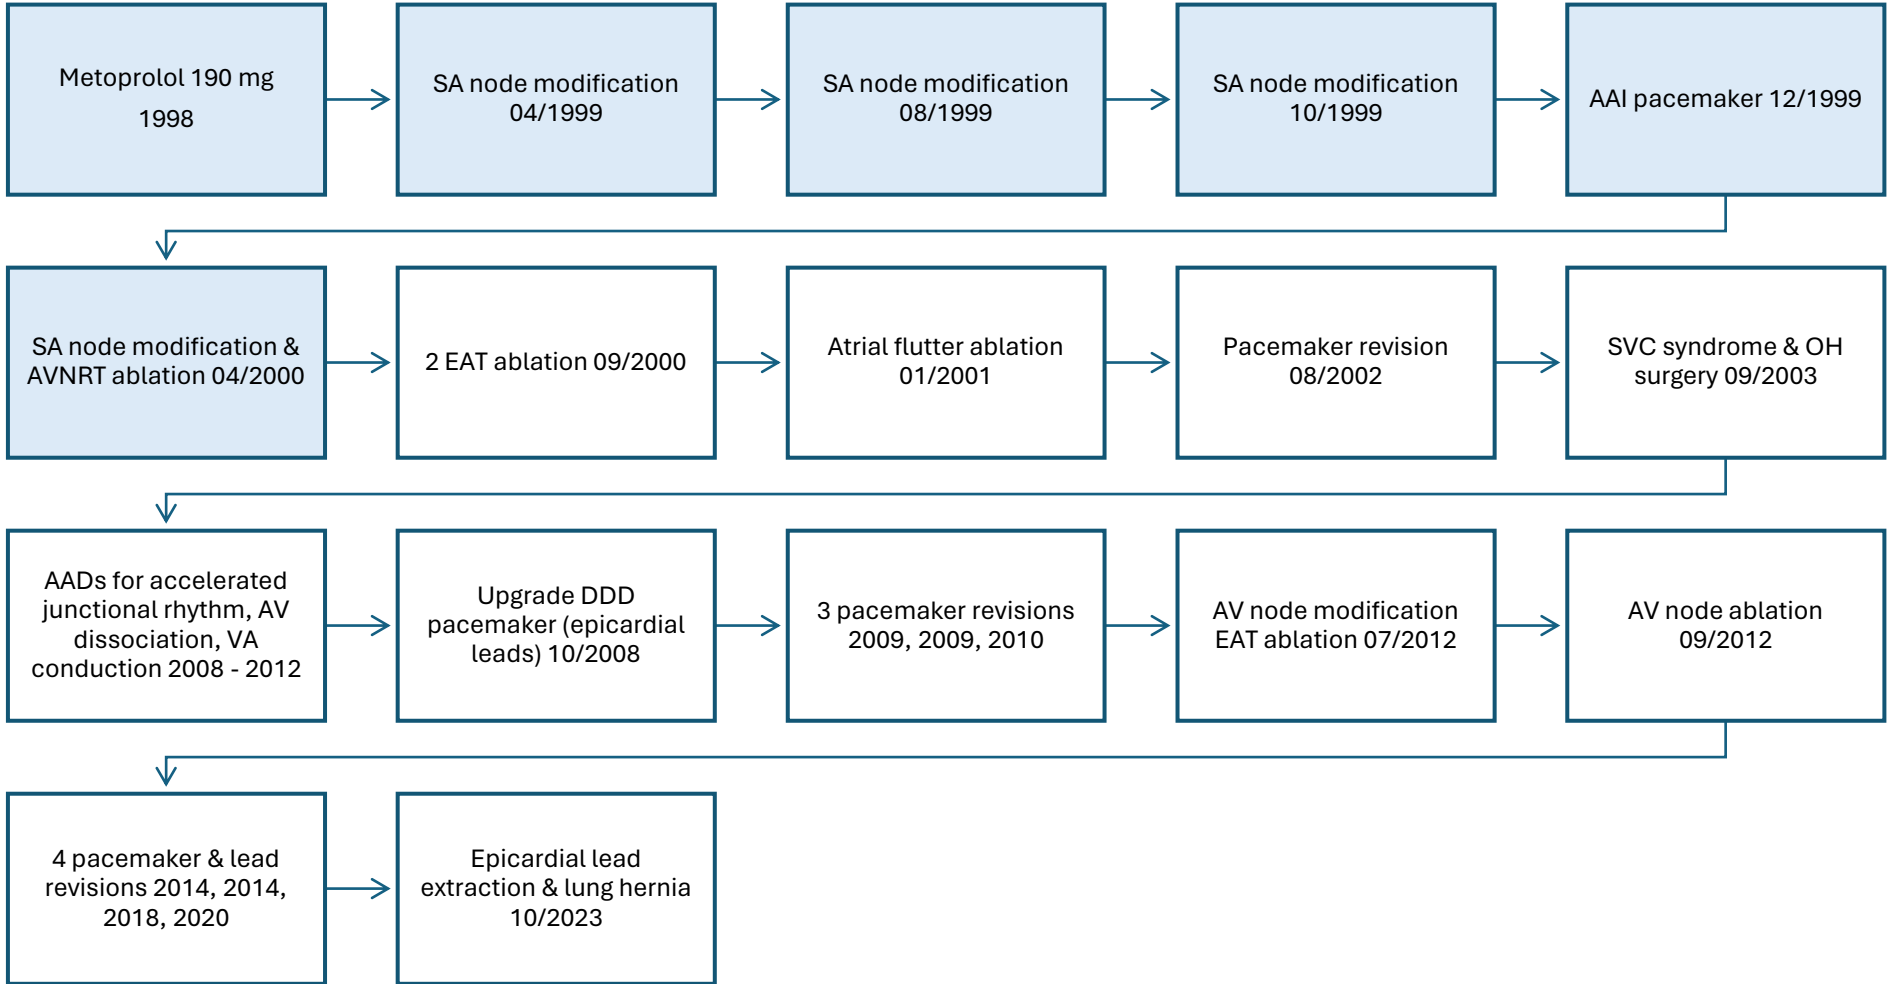 Metoprolol 190 mg
1998
SA node modification
04/1999
SA node modification
08/1999
SA node modification
10/1999
AAI pacemaker 12/1999
SA node modification &
AVNRT ablation 04/2000
2 EAT ablation 09/2000
Atrial flutter ablation
01/2001
Pacemaker revision
08/2002
SVC syndrome & OH
surgery 09/2003
AADs for accelerated
junctional rhythm, AV
dissociation, VA
conduction 2008 - 2012
Upgrade DDD
pacemaker (epicardial
leads) 10/2008
3 pacemaker revisions
2009, 2009, 2010
AV node modification
EAT ablation 07/2012
AV node ablation
09/2012
4 pacemaker & lead
revisions 2014, 2014,
2018, 2020
Epicardial lead
extraction & lung hernia
10/2023